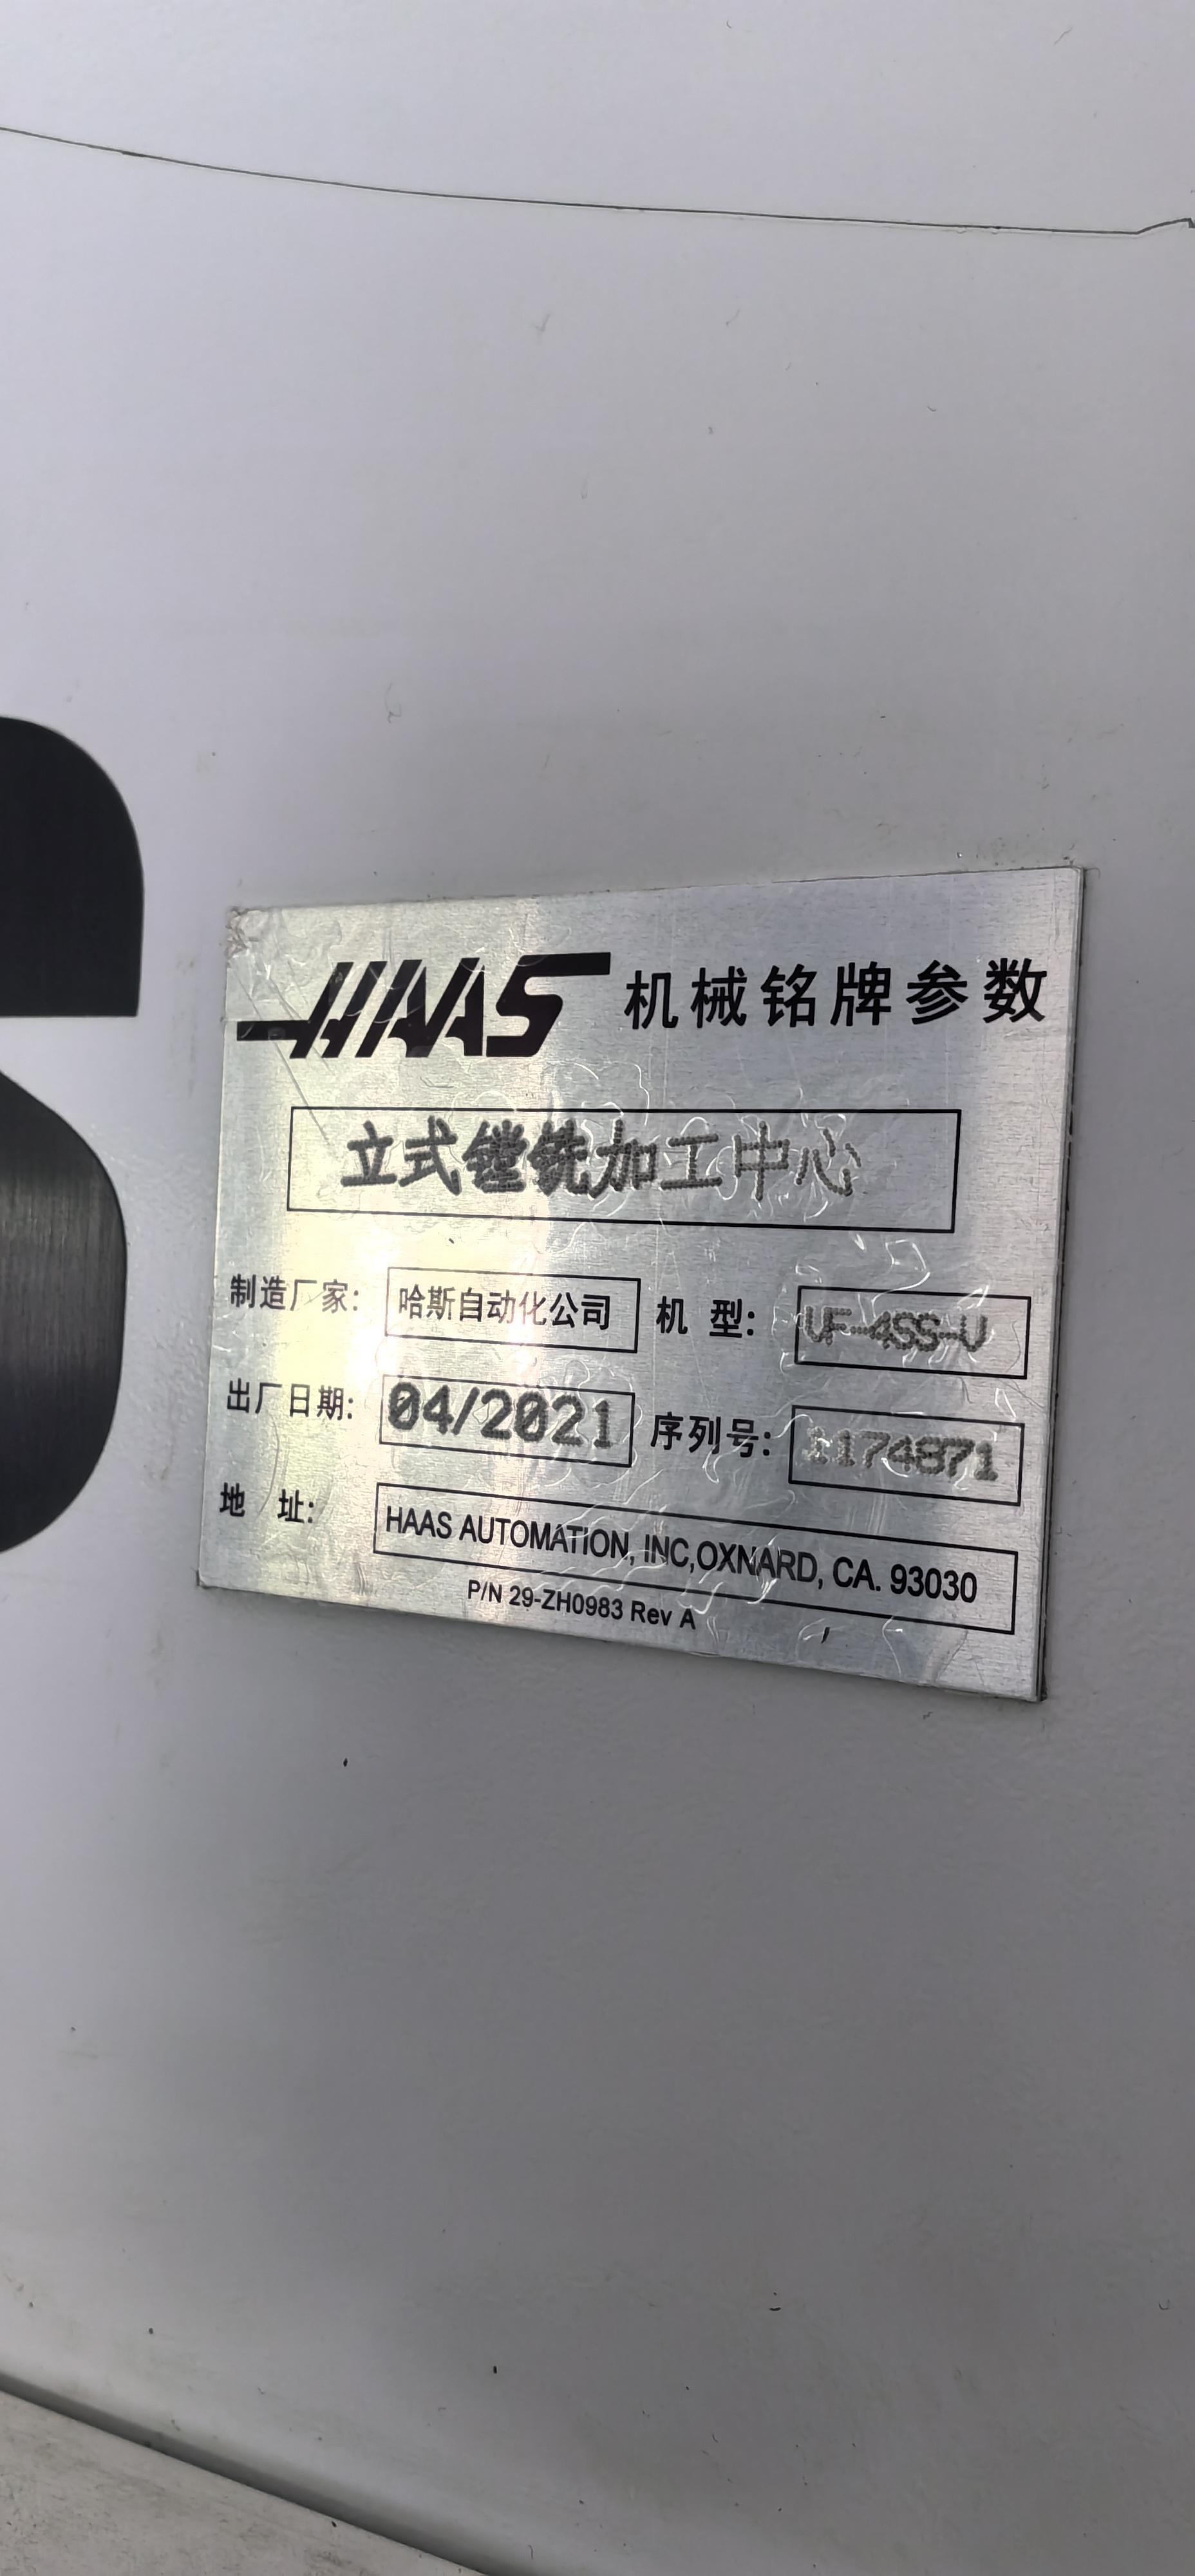 HAAS 机械铭牌参数
立式镗铣加工中心
制造厂家: 哈斯自动化公司 机 型: VF-4SS-V
出厂日期: 04/2021 序列号: 1174871
地 址: HAAS AUTOMATION, INC,OXNARD, CA. 93030
P/N 29-ZH0983 Rev A